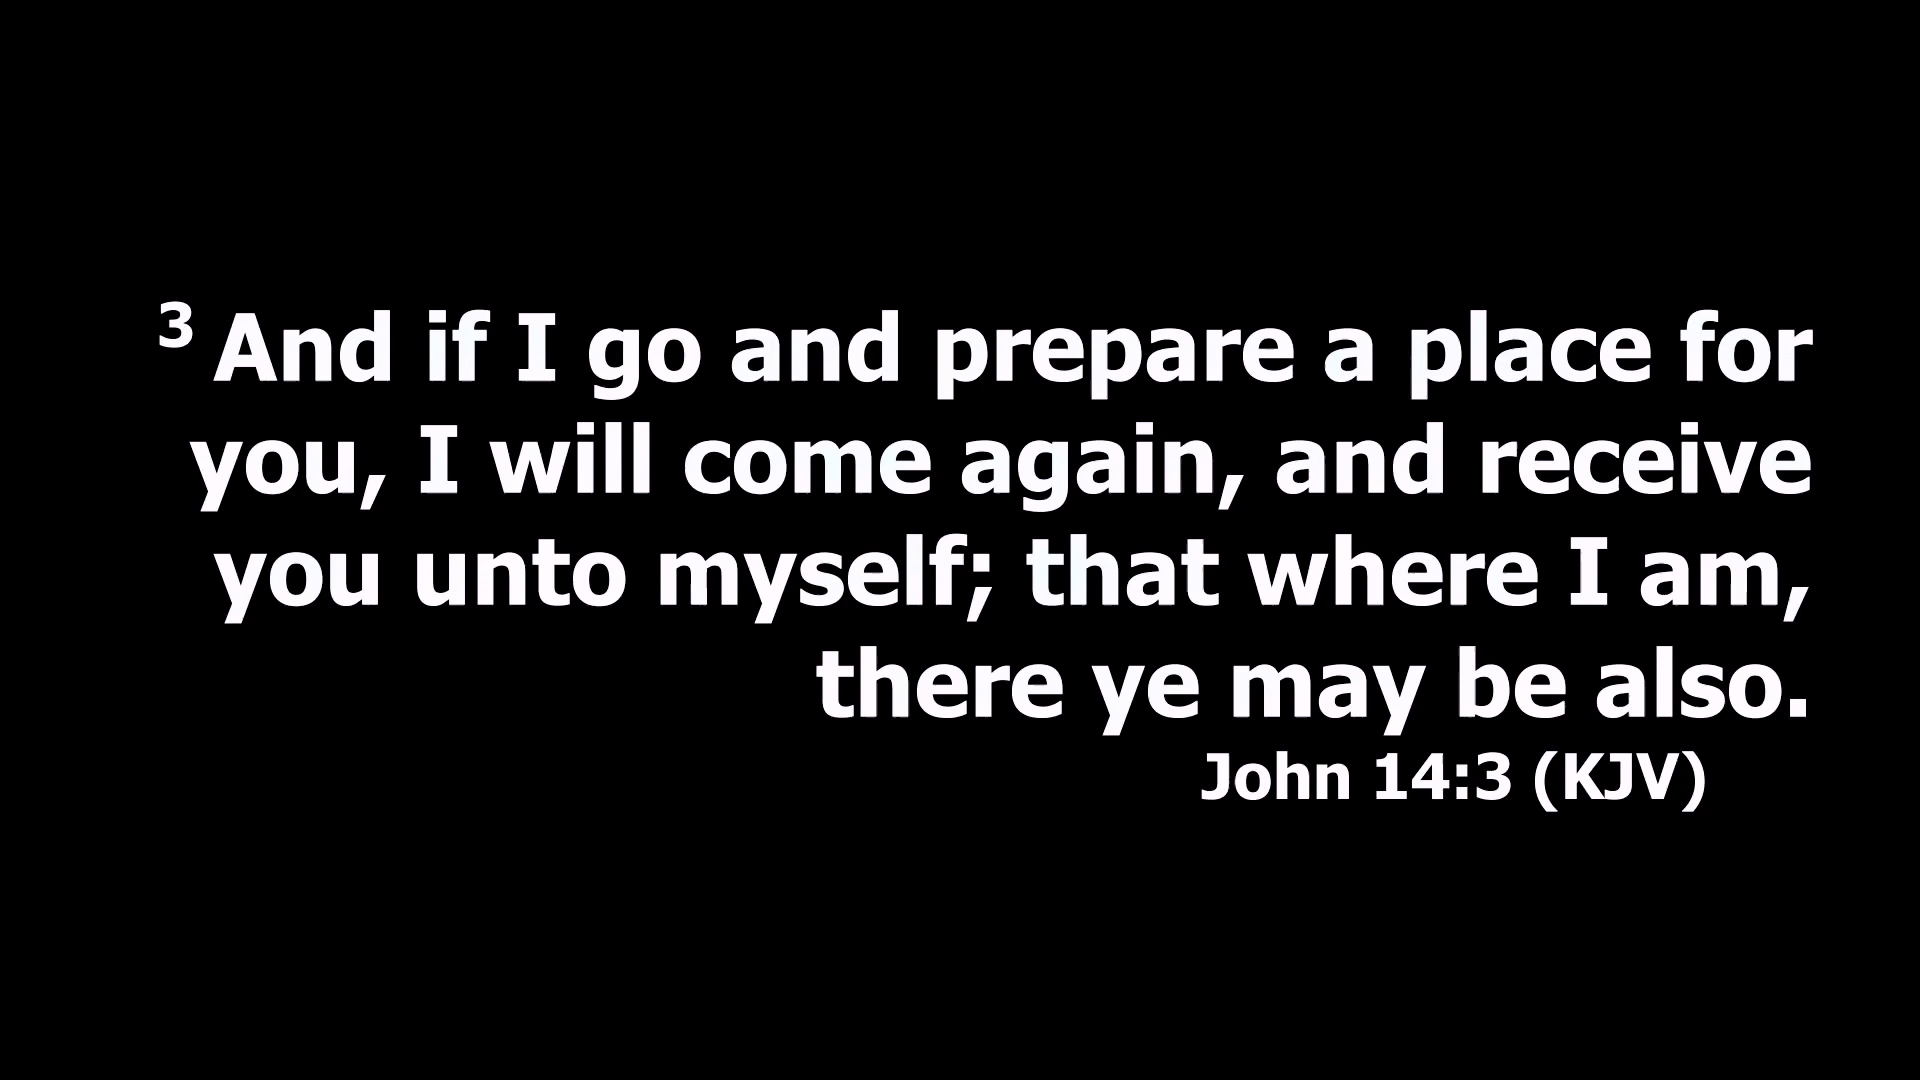 3 And if I go and prepare a place for
you, I will come again, and receive
you unto myself; that where I am,
there ye may be also.
John 14:3 (KJV)